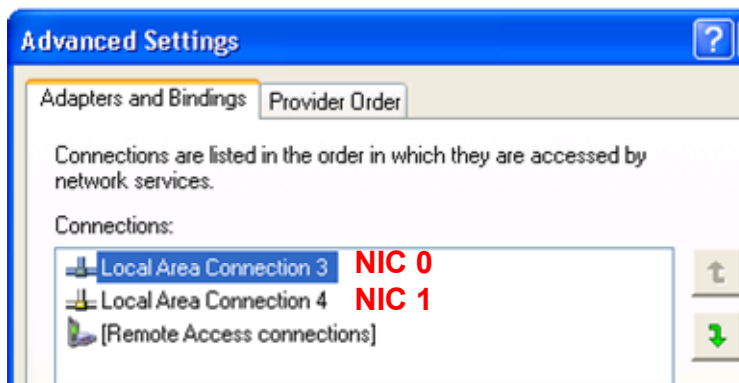 Advanced Settings
?
Adapters and Bindings Provider Order
Connections are listed in the order in which they are accessed by
network services.
Connections:
Local Area Connection 3 NIC 0
Local Area Connection 4 NIC 1
[Remote Access connections]